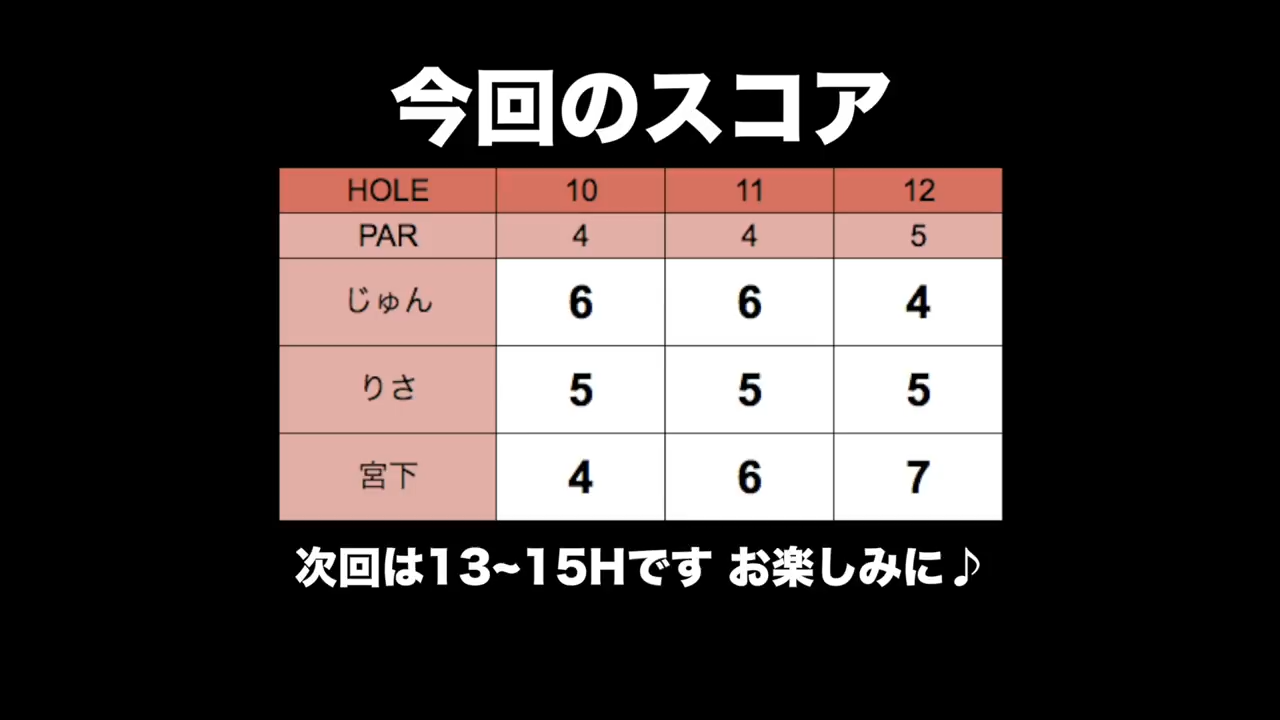 今回のスコア
HOLE 10 11 12
PAR 4 4 5
じゅん 6 6 4
りさ 5 5 5
宮下 4 6 7
次回は13~15Hです お楽しみに♪